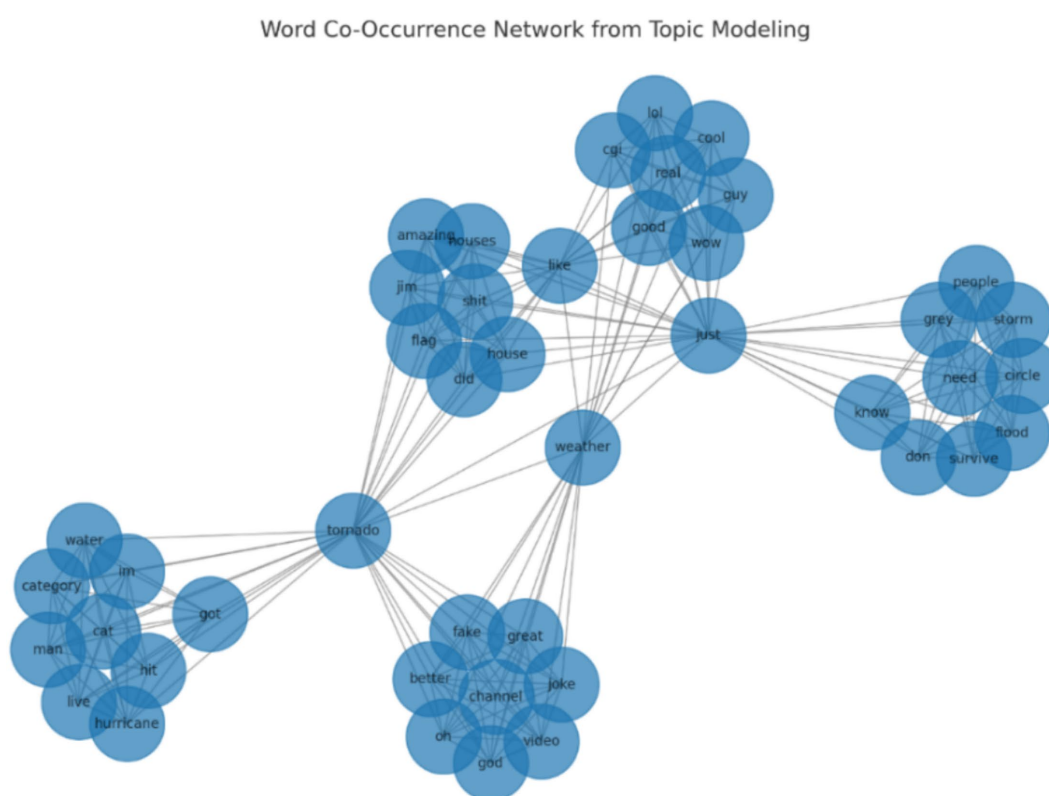 Word Co-Occurrence Network from Topic Modeling
lol
cool
cgi
real
guy
good
wow
amazing
houses
like
jim
shit
flag
house
did
just
people
grey
storm
need
circle
know
flood
don
survive
weather
tornado
water
im
category
got
cat
man
hit
live
hurricane
fake
great
better
joke
channel
oh
video
god